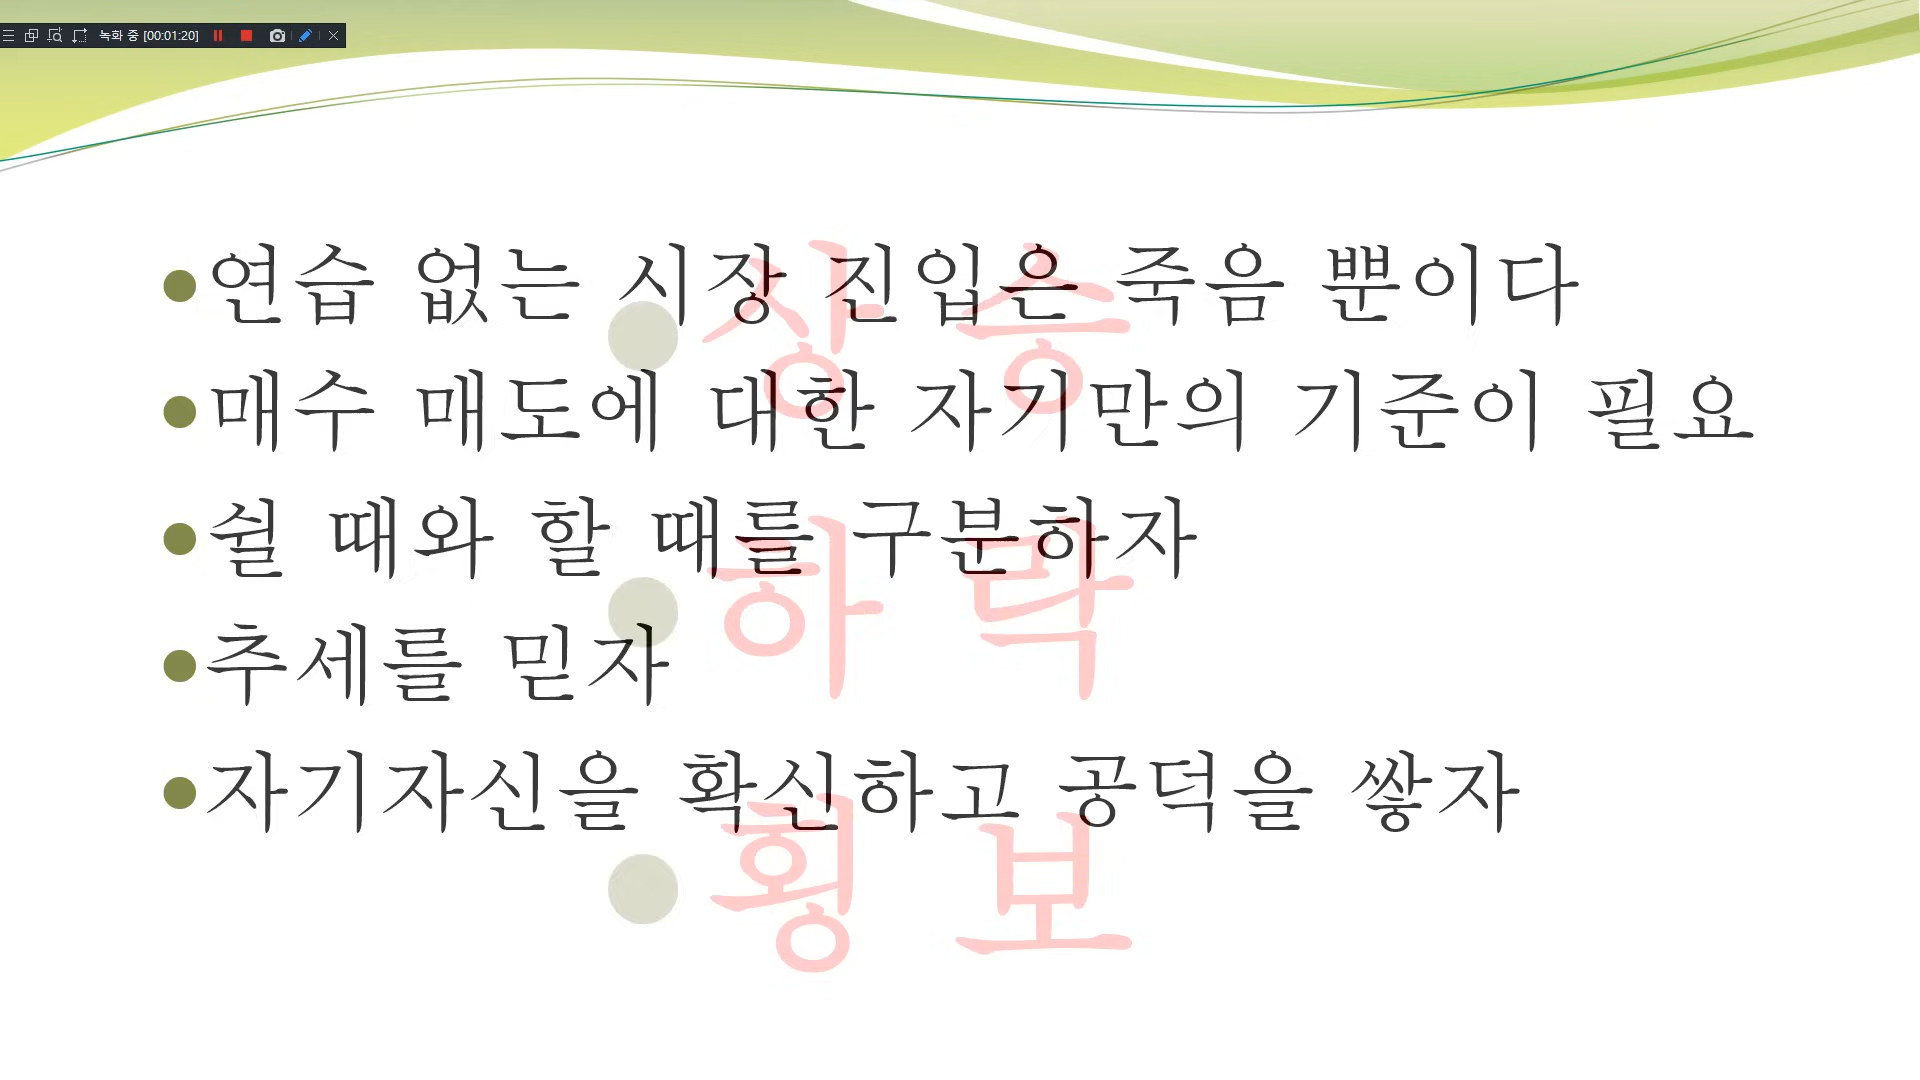 녹화 중 [00:01:20]
연습 없는 시장 진입은 죽음 뿐이다
매수 매도에 대한 자기만의 기준이 필요
쉴 때와 할 때를 구분하자
추세를 믿자
자기자신을 확신하고 공덕을 쌓자
상 승
하 락
횡 보